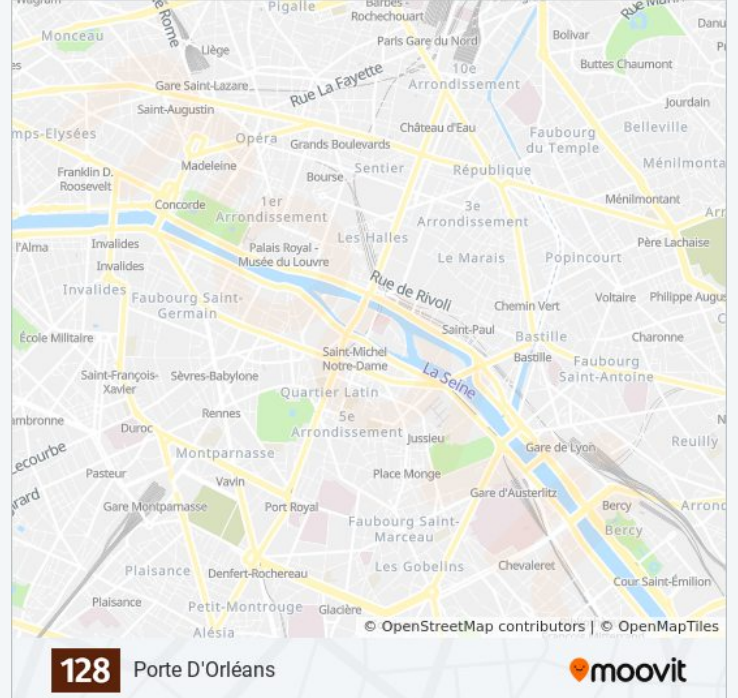 Pigalle
Barbès -
Rochechouart
Rome
Monceau
Liège
Paris Gare du Nord
Bolivar
Buttes Chaumont
Gare Saint-Lazare
Rue La Fayette
10e
Arrondissement
Saint-Augustin
Jourdain
mps-Elysées
Opéra
Grands Boulevards
Château d'Eau
Faubourg
du Temple
Belleville
Madeleine
Franklin D.
Roosevelt
Bourse
Sentier
République
Ménilmonta
Concorde
1er
Arrondissement
3e
Arrondissement
Ménilmontant
l'Alma
Invalides
Palais Royal -
Musée du Louvre
Les Halles
Le Marais
Popincourt
Père Lachaise
Invalides
Invalides
Faubourg Saint-
Germain
Rue de Rivoli
Chemin Vert
Voltaire
Philippe Augus
École Militaire
Saint-Paul
Bastille
Charonne
Saint-Michel
Notre-Dame
Bastille
Faubourg
Saint-Antoine
Saint-François-
Xavier
Sèvres-Babylone
Quartier Latin
La Seine
Rennes
5e
Arrondissement
ambronne
Duroc
Jussieu
Gare de Lyon
Reuilly
ecourbe
Montparnasse
Pasteur
Vavin
Place Monge
Gare d'Austerlitz
Gare Montparnasse
Port Royal
Bercy
Arrond
Faubourg Saint-
Marceau
Bercy
Plaisance
Denfert-Rochereau
Les Gobelins
Chevaleret
Cour Saint-Émilion
Plaisance
Petit-Montrouge
Glacière
Alésia
© OpenStreetMap contributors | © OpenMapTiles
128
Porte D'Orléans
moovit